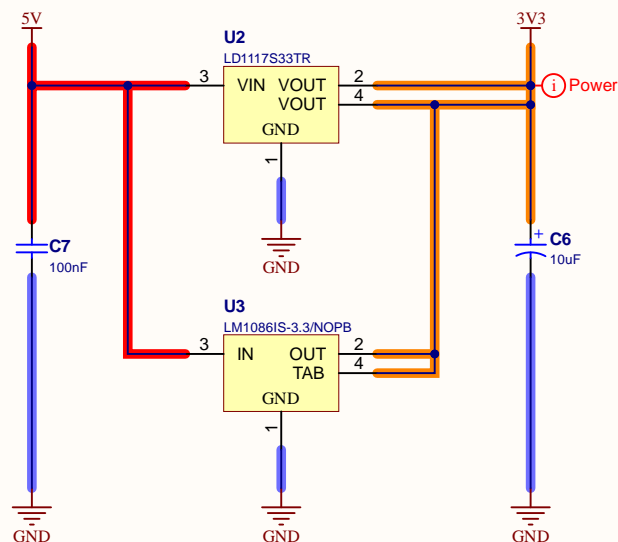 5V
3V3
U2
LD1117S33TR
3 VIN VOUT 2
VOUT 4
GND
1
i Power
GND
C7
100nF
+
C6
10uF
U3
LM1086IS-3.3/NOPB
3 IN OUT 2
TAB 4
GND
1
GND
GND
GND